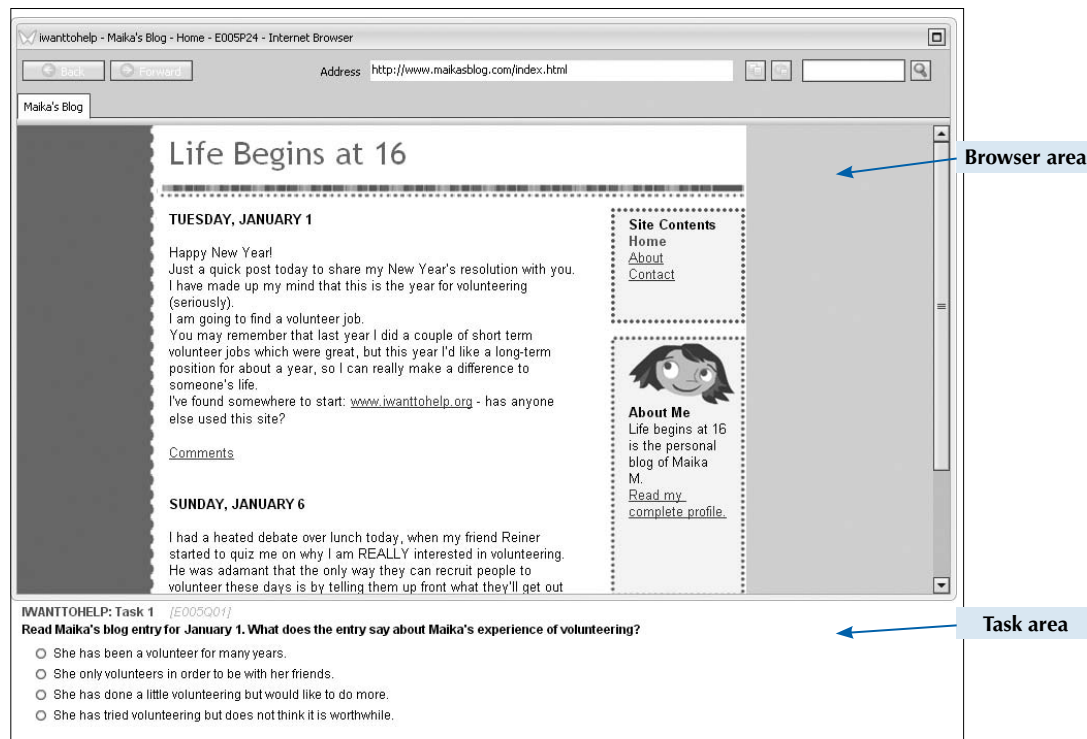 iwanttohelp - Maika's Blog - Home - E005P24 - Internet Browser
Back Forward Address http://www.maikasblog.com/index.html
Maika's Blog
Browser area
Life Begins at 16
TUESDAY, JANUARY 1
Happy New Year!
Just a quick post today to share my New Year's resolution with you.
I have made up my mind that this is the year for volunteering
(seriously).
I am going to find a volunteer job.
You may remember that last year I did a couple of short term
volunteer jobs which were great, but this year I'd like a long-term
position for about a year, so I can really make a difference to
someone's life.
I've found somewhere to start: www.iwanttohelp.org - has anyone
else used this site?
Comments
SUNDAY, JANUARY 6
I had a heated debate over lunch today, when my friend Reiner
started to quiz me on why I am REALLY interested in volunteering.
He was adamant that the only way they can recruit people to
volunteer these days is by telling them up front what they'll get out
Site Contents
Home
About
Contact
About Me
Life begins at 16
is the personal
blog of Maika
M.
Read my
complete profile.
IWANTTOHELP: Task 1 [E005Q01]
Task area
Read Maika's blog entry for January 1. What does the entry say about Maika's experience of volunteering?
She has been a volunteer for many years.
She only volunteers in order to be with her friends.
She has done a little volunteering but would like to do more.
She has tried volunteering but does not think it is worthwhile.